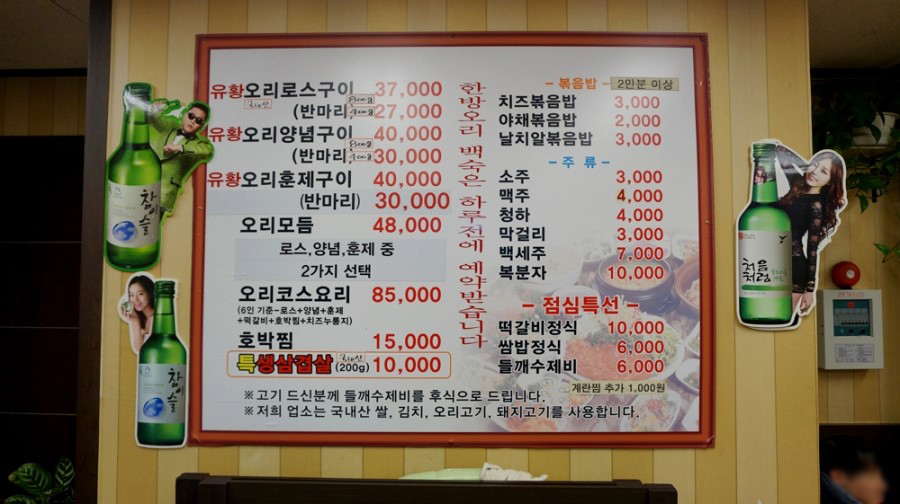 유황오리로스구이 37,000
국내산
(반마리) 27,000
유황오리양념구이 40,000
(반마리) 30,000
유황오리훈제구이 40,000
(반마리) 30,000
오리모듬 48,000
로스,양념,훈제 중
2가지 선택
오리코스요리 85,000
(6인 기준-로스+양념+훈제
+떡갈비+호박찜+치즈누룽지)
호박찜 15,000
특생삼겹살 국내산 (200g) 10,000
한방오리 백숙은 하루전에 예약받습니다
- 볶음밥 - 2인분 이상
치즈볶음밥 3,000
야채볶음밥 2,000
날치알볶음밥 3,000
- 주 류 -
소주 3,000
맥주 4,000
청하 4,000
막걸리 3,000
백세주 7,000
복분자 10,000
- 점심특선 -
떡갈비정식 10,000
쌈밥정식 6,000
들깨수제비 6,000
계란찜 추가 1,000원
※고기 드신분께 들깨수제비를 후식으로 드립니다.
※저희 업소는 국내산 쌀, 김치, 오리고기, 돼지고기를 사용합니다.
참이슬
참이슬
처음처럼